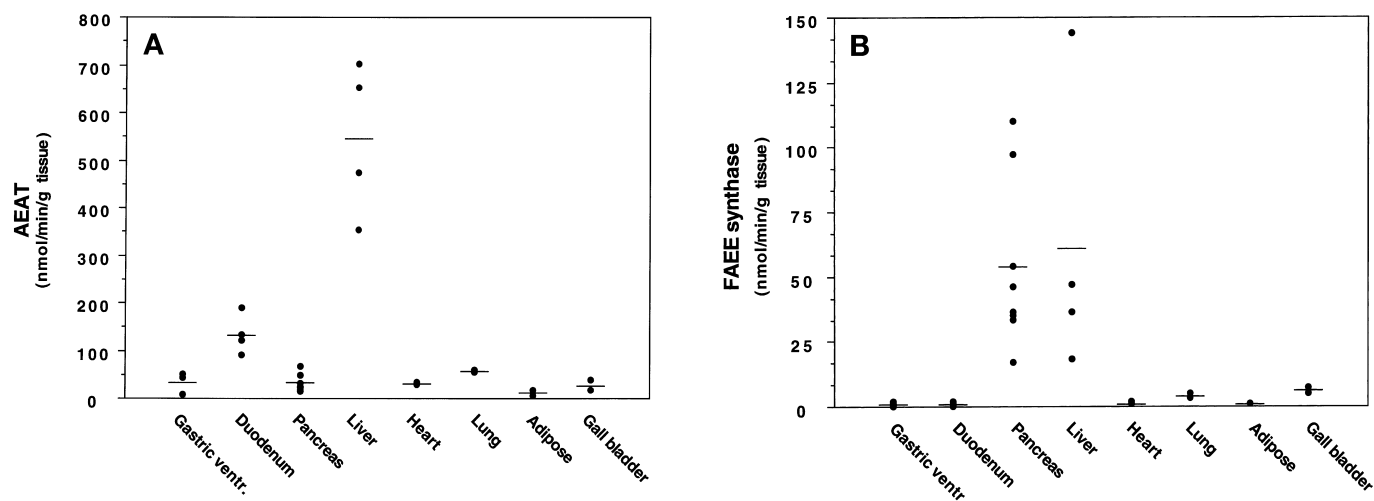 A
AEAT
(nmol/min/g tissue)
800
700
600
500
400
300
200
100
0
Gastric ventr.
Duodenum
Pancreas
Liver
Heart
Lung
Adipose
Gall bladder
B
FAEE synthase
(nmol/min/g tissue)
150
125
100
75
50
25
0
Gastric ventr
Duodenum
Pancreas
Liver
Heart
Lung
Adipose
Gall bladder